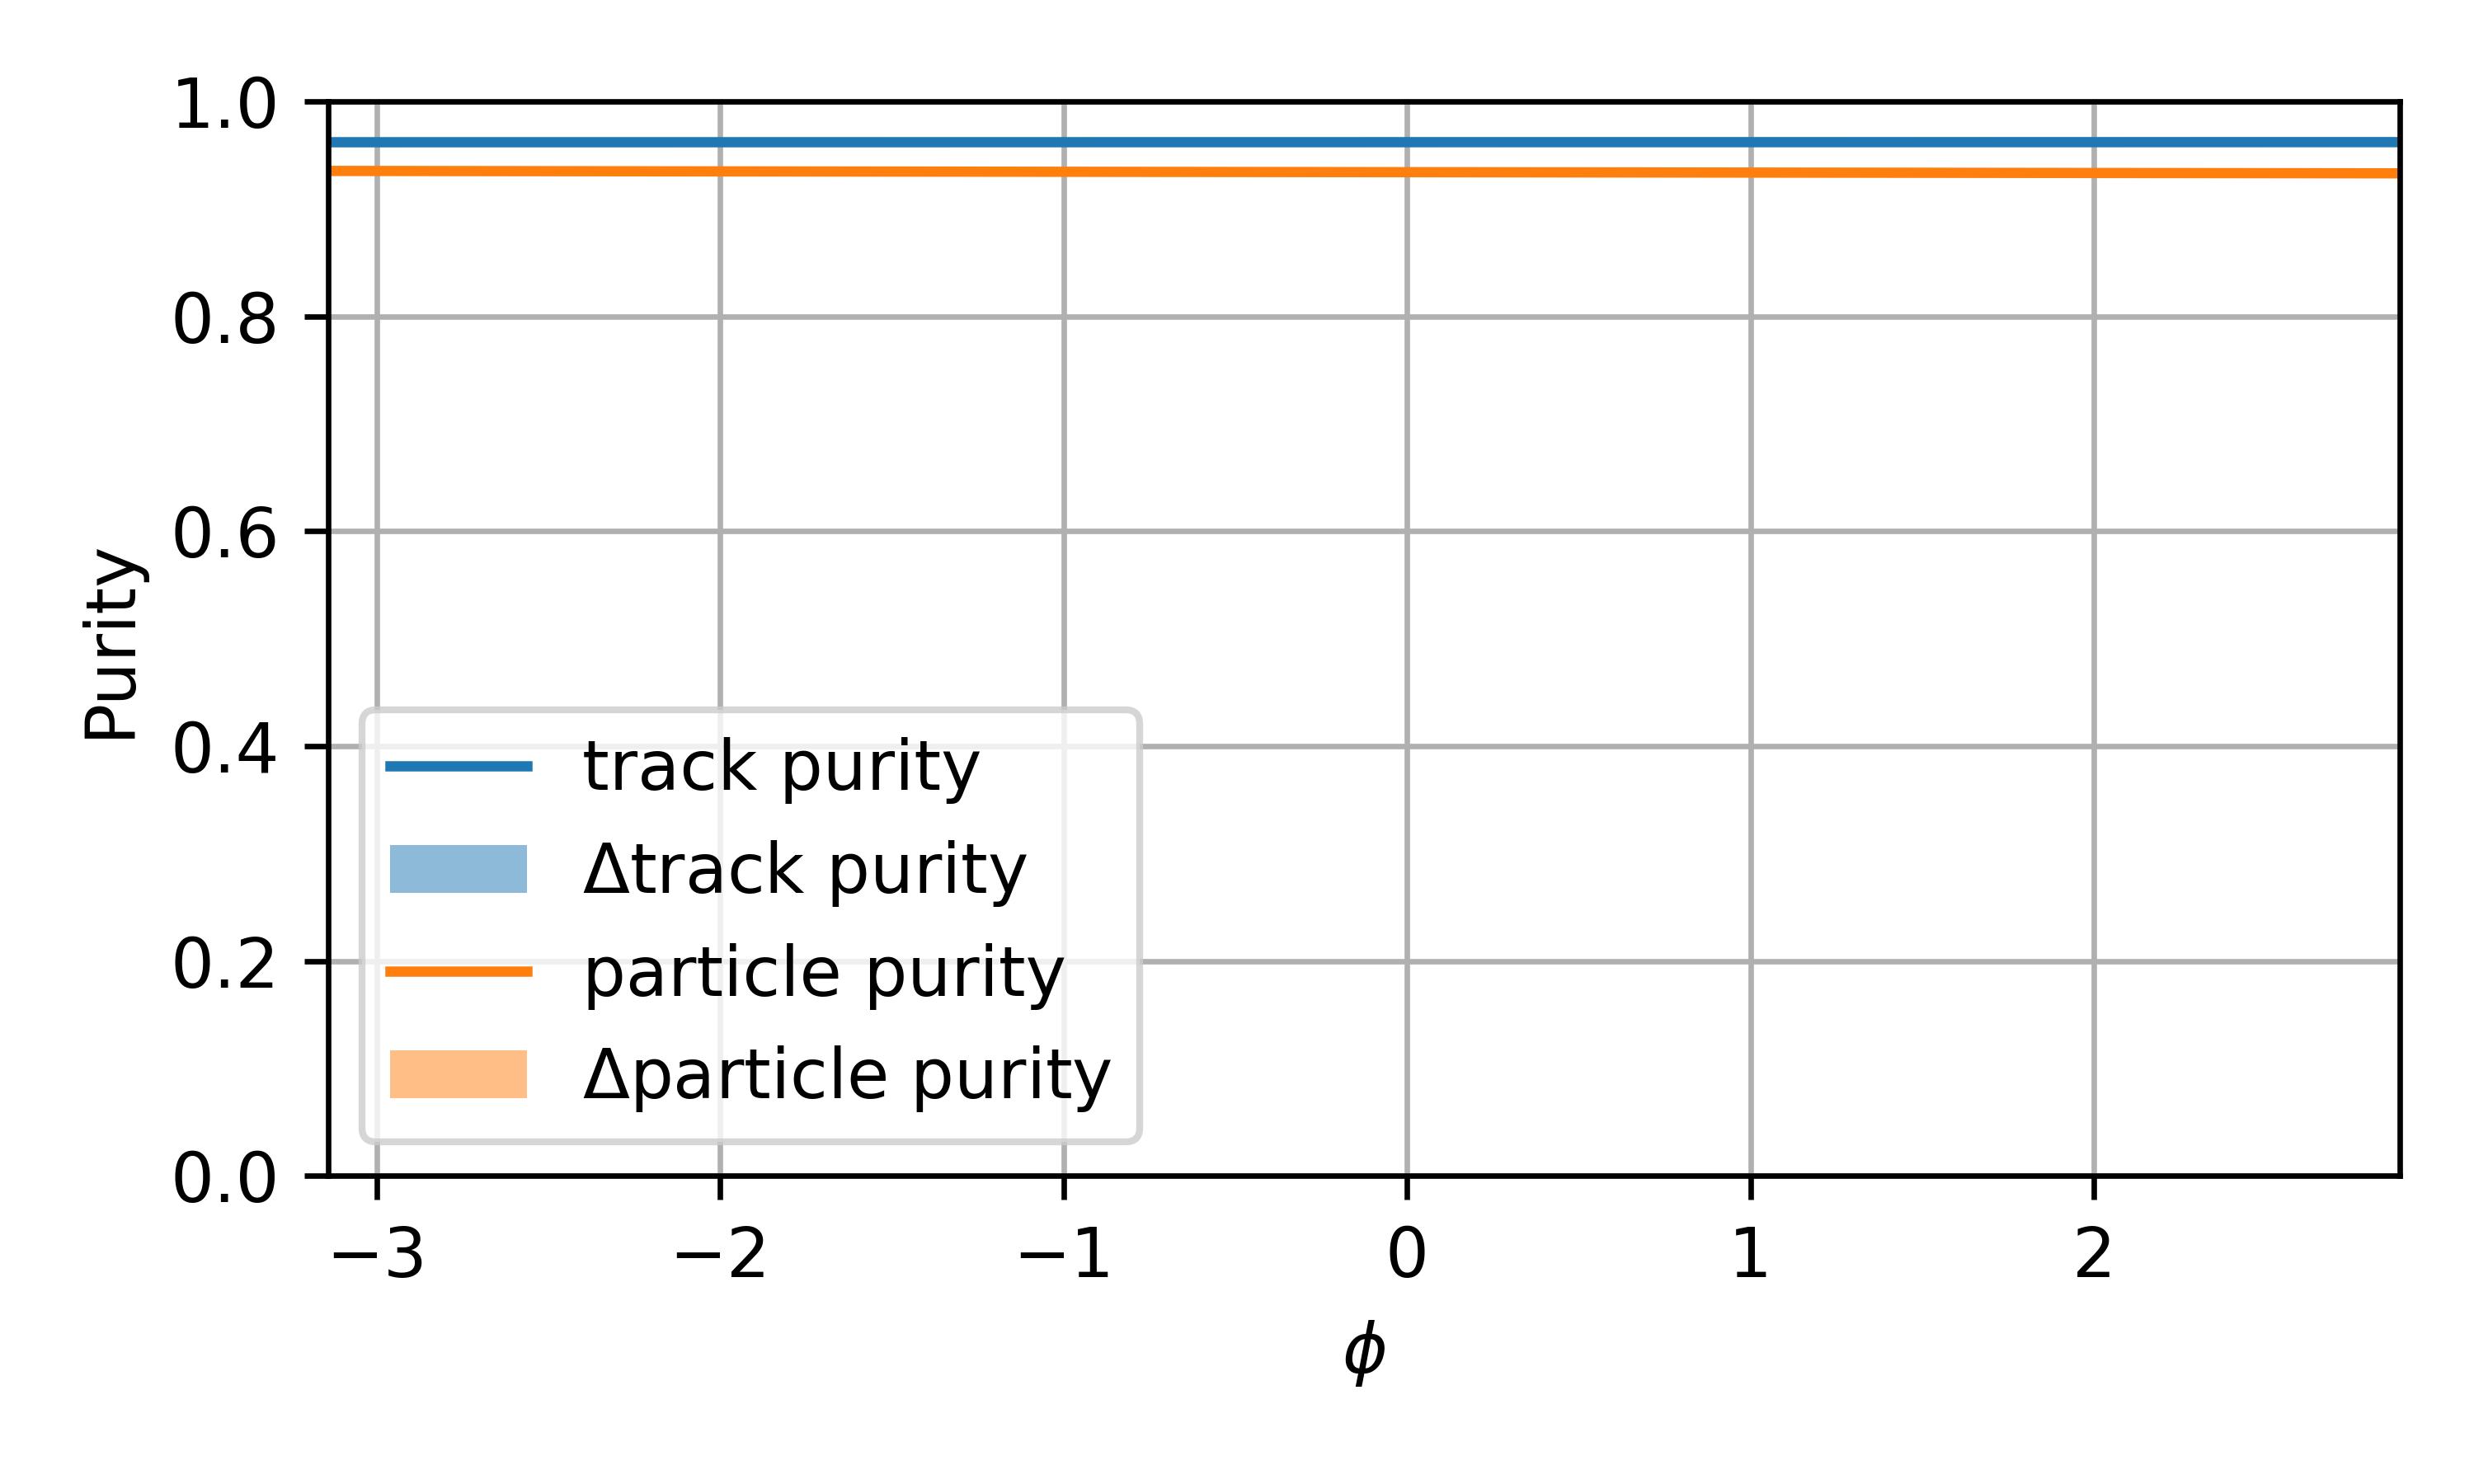 1.0
0.8
0.6
0.4
0.2
0.0
Purity
track purity
Δtrack purity
particle purity
Δparticle purity
−3 −2 −1 0 1 2
ϕ